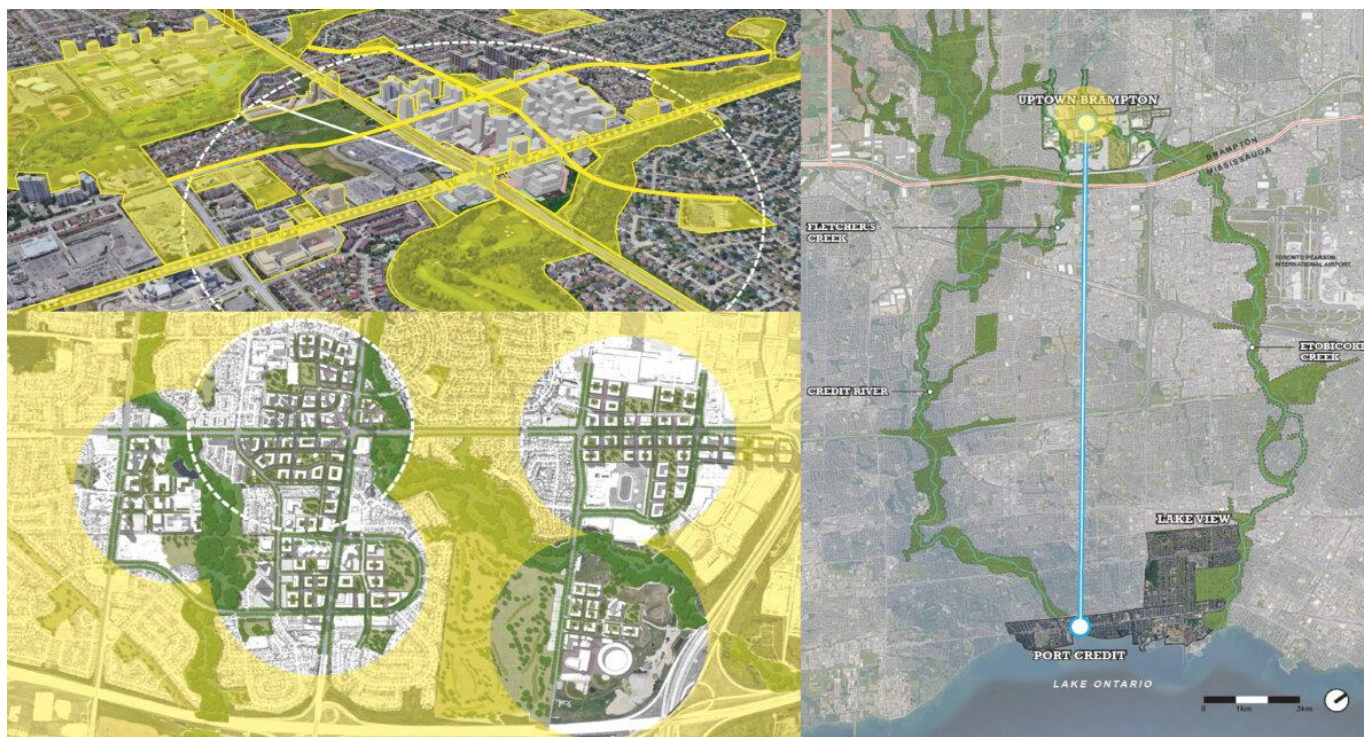 UPTOWN BRAMPTON
BRAMPTON
MISSISSAUGA
FLETCHER'S
CREEK
TORONTO PEARSON
INTERNATIONAL AIRPORT
ETOBICOKE
CREEK
CREDIT RIVER
LAKE VIEW
PORT CREDIT
LAKE ONTARIO
0 1km 3km